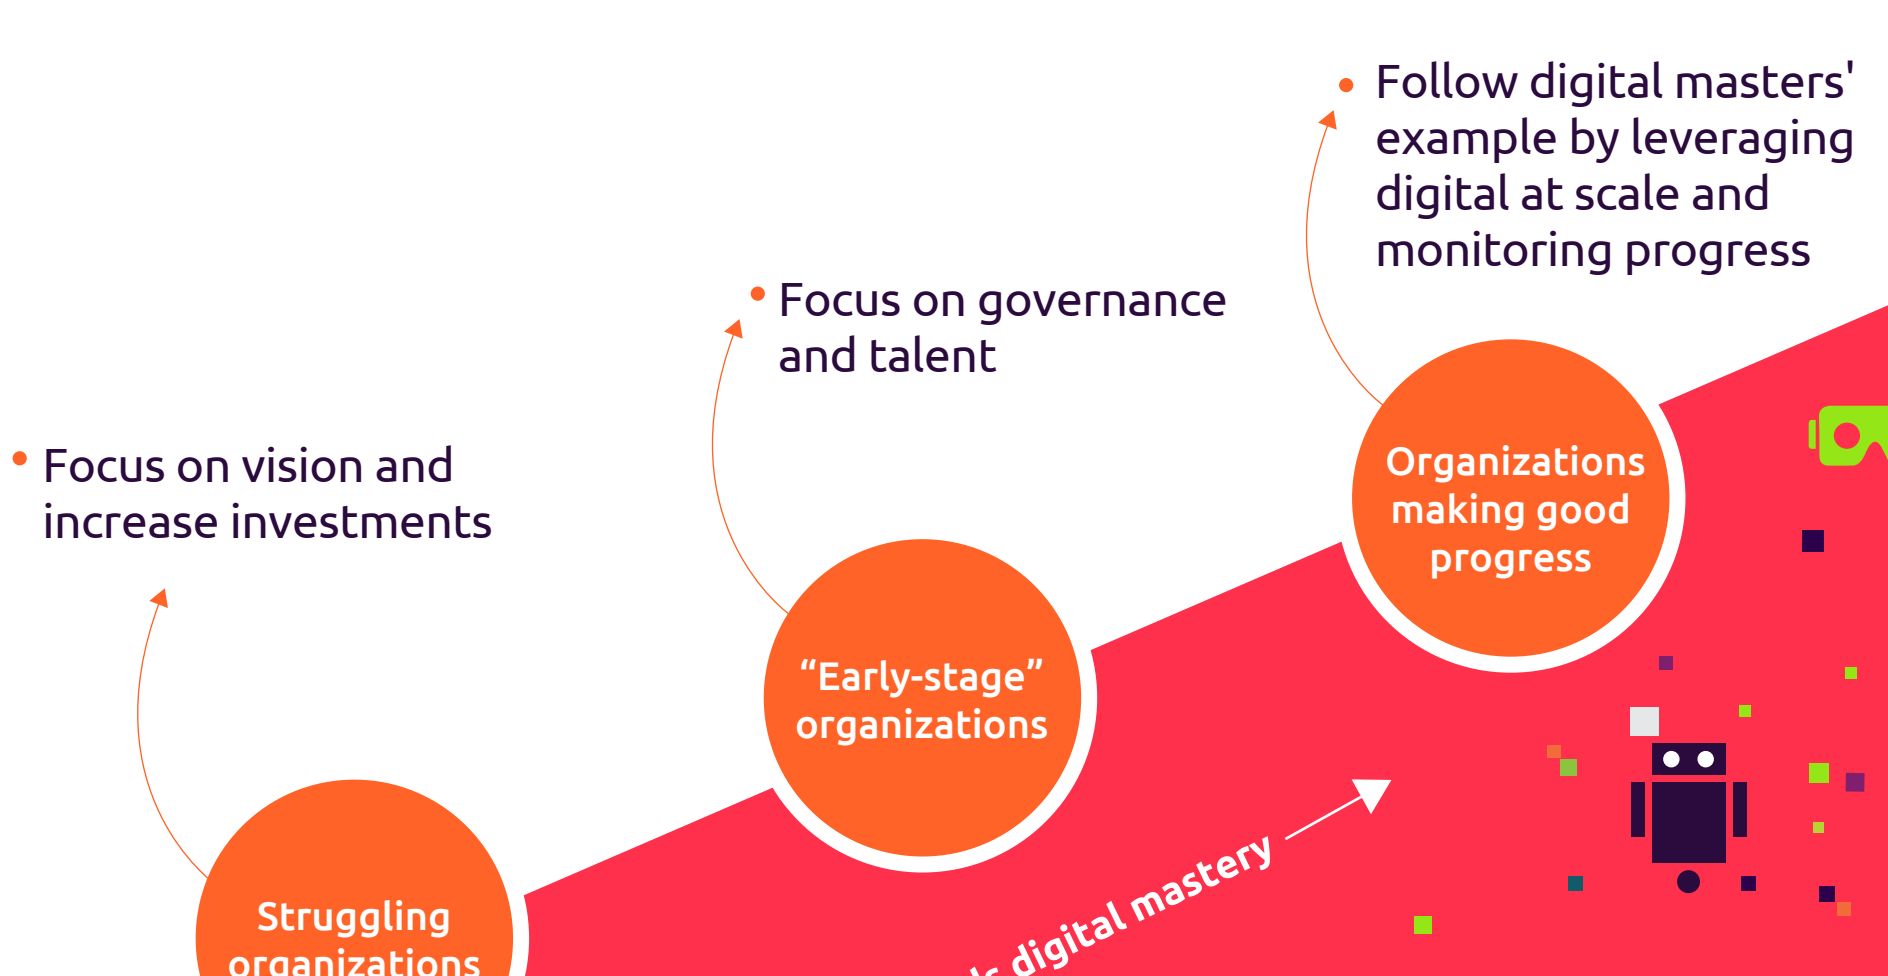 Follow digital masters'
example by leveraging
digital at scale and
monitoring progress
Focus on governance
and talent
Focus on vision and
increase investments
Organizations
making good
progress
“Early-stage”
organizations
Struggling
organizations
digital mastery